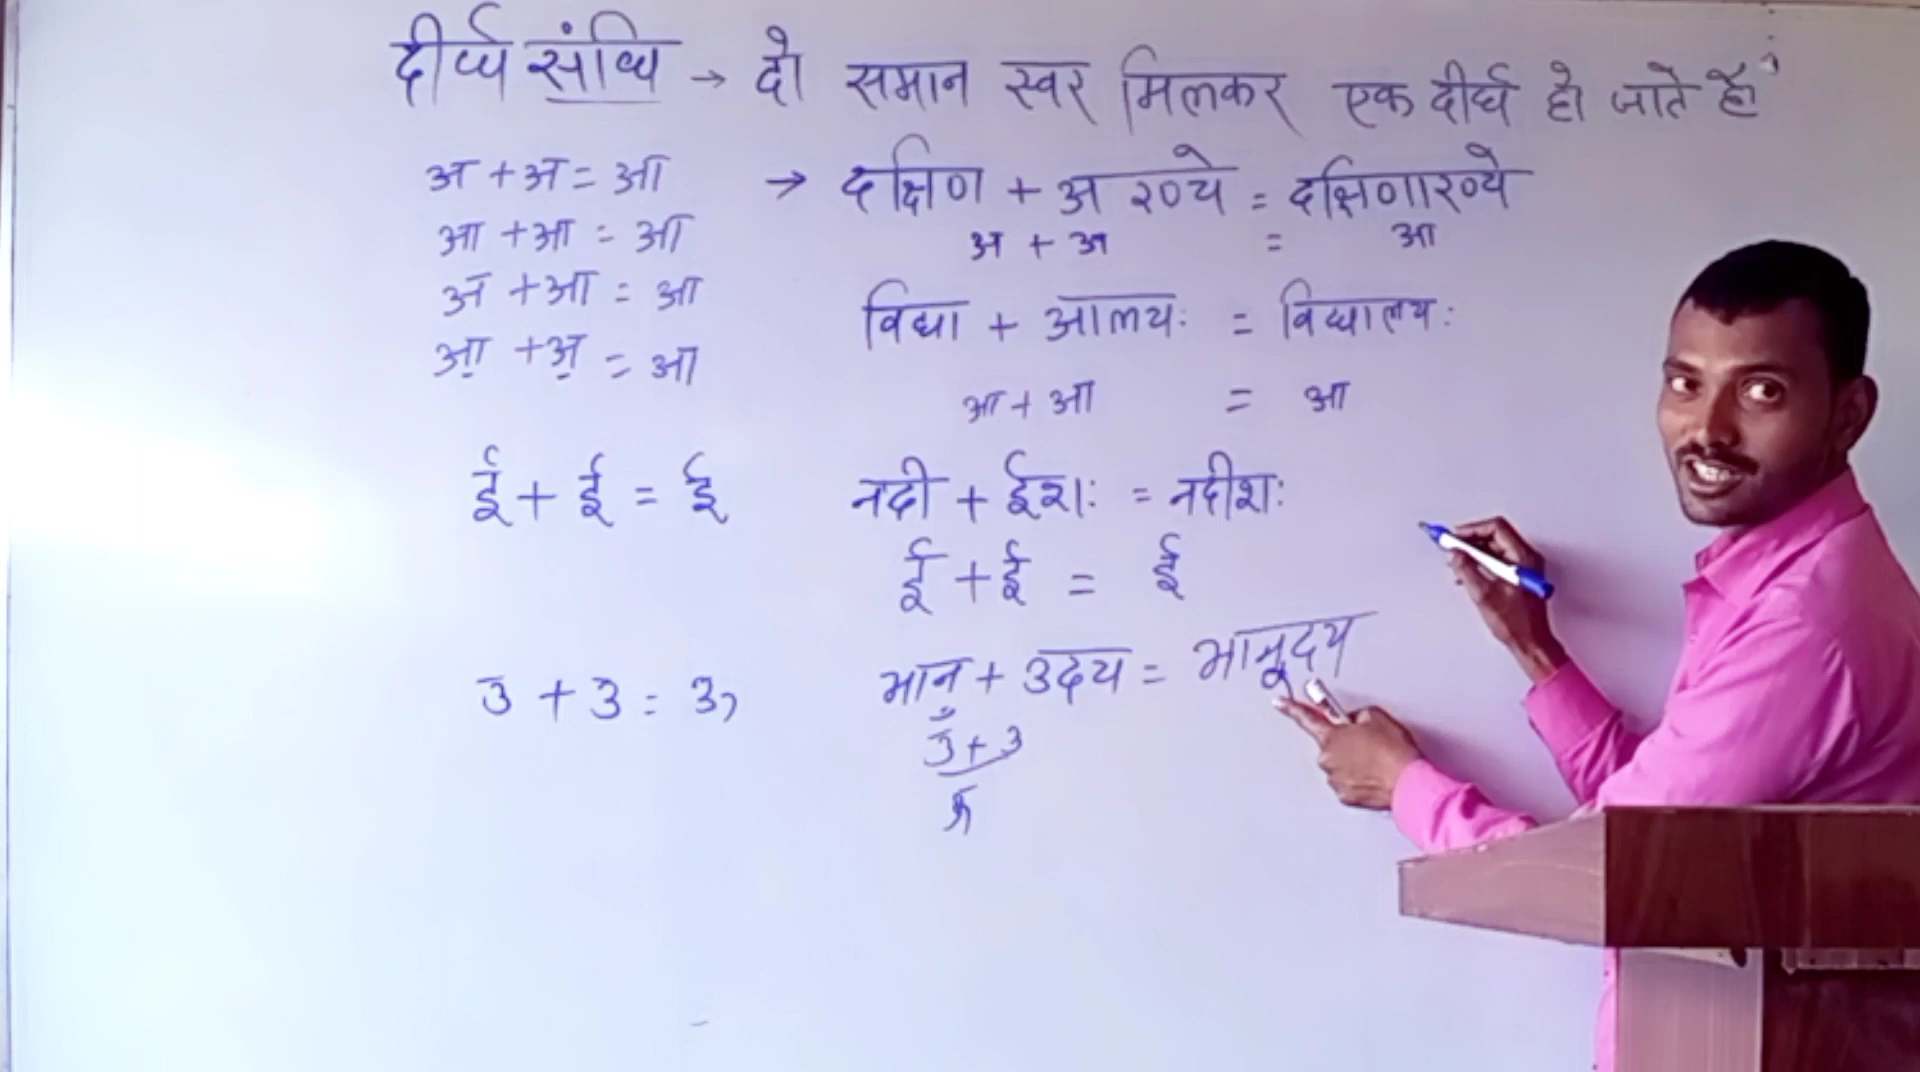 दीर्घ संधि → दो समान स्वर मिलकर एक दीर्घ हो जाते हैं
अ + अ = आ → दक्षिण + अरण्ये = दक्षिणारण्ये
आ + आ = आ अ + अ = आ
अ + आ = आ विद्या + आलयः = विद्यालयः
आ + अ = आ
आ + आ = आ
ई + ई = ई नदी + ईशः = नदीशः
ई + ई = ई
उ + उ = ऊ भानु + उदय = भानूदय
उ + उ
ऊ